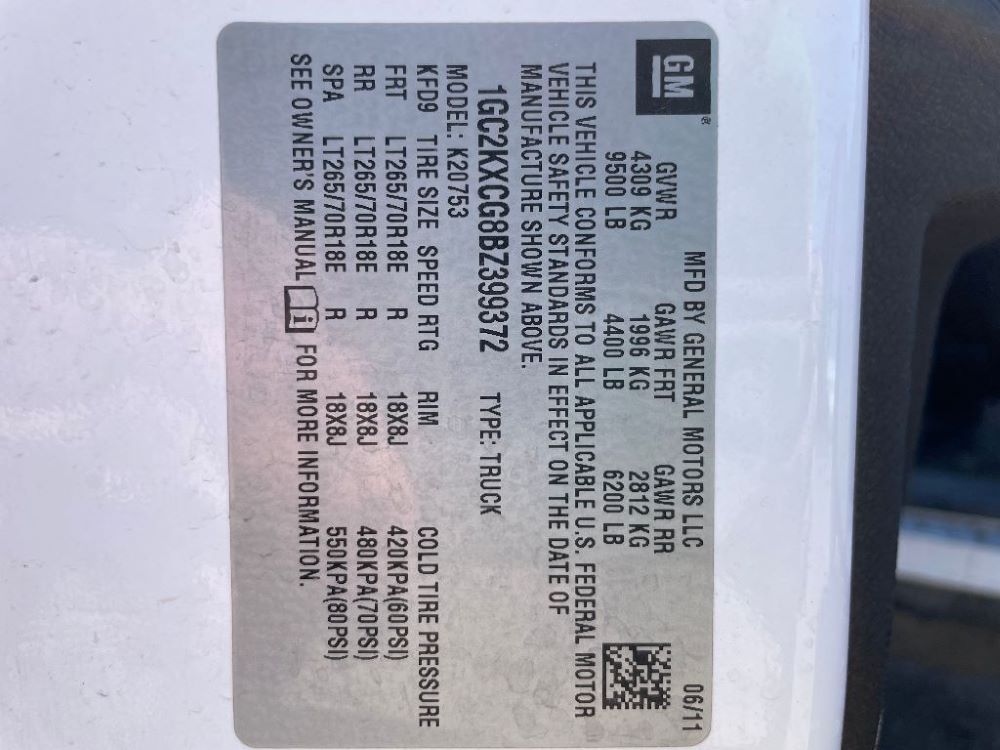 GM®
MFD BY GENERAL MOTORS LLC 06/11
GVWR GAWR FRT GAWR RR
4309 KG 1996 KG 2812 KG
9500 LB 4400 LB 6200 LB
THIS VEHICLE CONFORMS TO ALL APPLICABLE U.S. FEDERAL MOTOR
VEHICLE SAFETY STANDARDS IN EFFECT ON THE DATE OF
MANUFACTURE SHOWN ABOVE.
1GC2KXCG8BZ399372 TYPE: TRUCK
MODEL: K20753
KFD9 TIRE SIZE SPEED RTG RIM COLD TIRE PRESSURE
FRT LT265/70R18E R 18X8J 420KPA(60PSI)
RR LT265/70R18E R 18X8J 480KPA(70PSI)
SPA LT265/70R18E R 18X8J 550KPA(80PSI)
SEE OWNER'S MANUAL i FOR MORE INFORMATION.